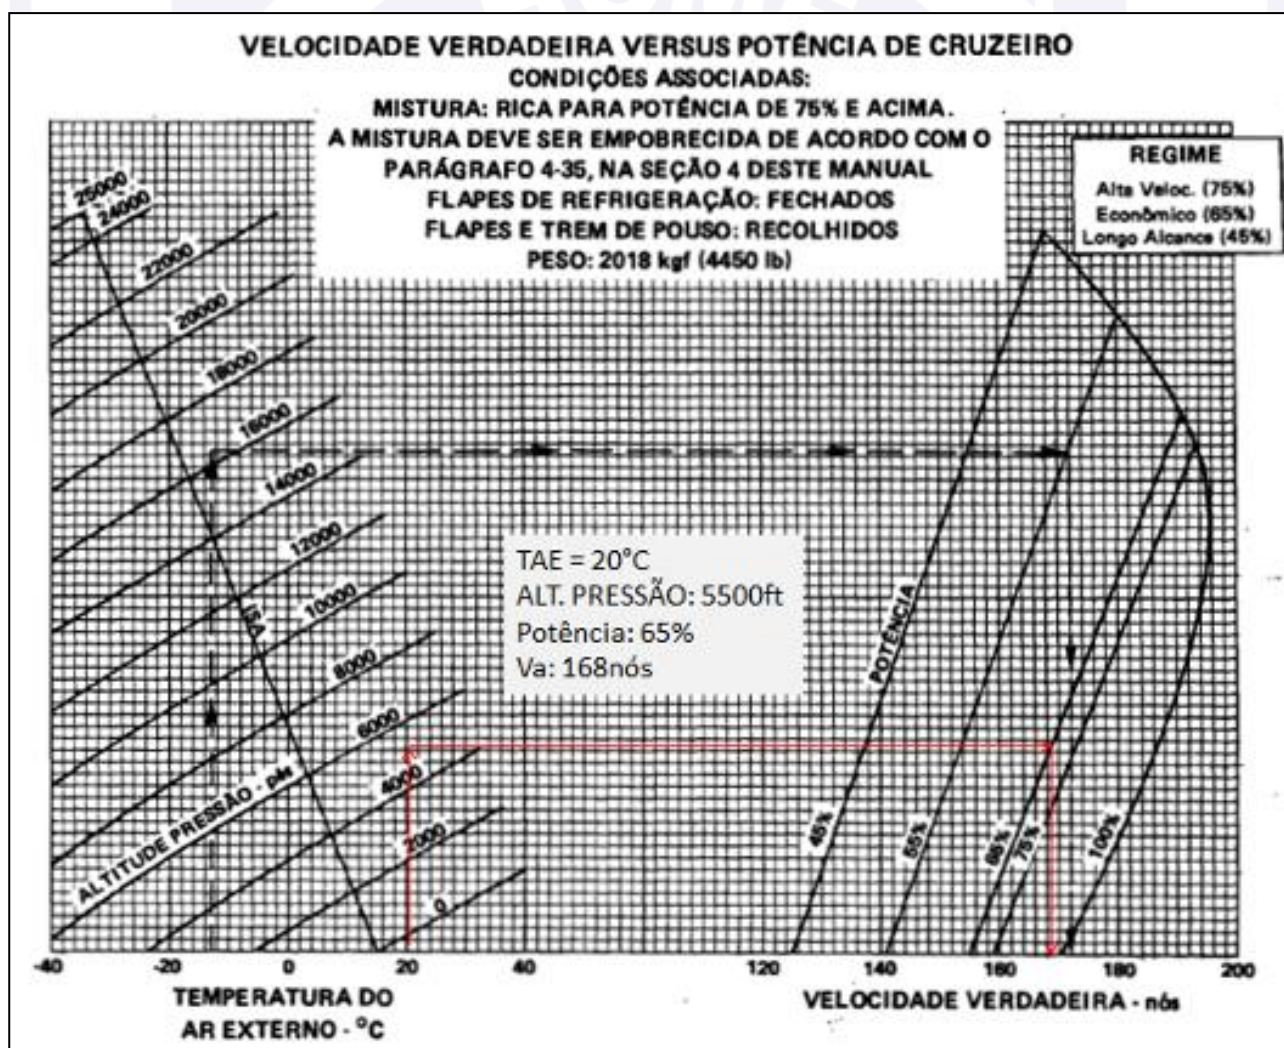 VELOCIDADE VERDADEIRA VERSUS POTÊNCIA DE CRUZEIRO
CONDIÇÕES ASSOCIADAS:
MISTURA: RICA PARA POTÊNCIA DE 75% E ACIMA.
A MISTURA DEVE SER EMPOBRECIDA DE ACORDO COM O
PARÁGRAFO 4-35, NA SEÇÃO 4 DESTE MANUAL
FLAPES DE REFRIGERAÇÃO: FECHADOS
FLAPES E TREM DE POUSO: RECOLHIDOS
PESO: 2018 kgf (4450 lb)
REGIME
Alta Veloc. (75%)
Econômico (65%)
Longo Alcance (45%)
25000
24000
22000
20000
18000
16000
14000
12000
10000
8000
6000
4000
2000
0
ISA
ALTITUDE PRESSÃO - pés
TAE = 20°C
ALT. PRESSÃO: 5500ft
Potência: 65%
Va: 168nós
POTÊNCIA
45%
55%
65%
75%
100%
-40 -20 0 20 40 120 140 160 180 200
TEMPERATURA DO
AR EXTERNO - °C
VELOCIDADE VERDADEIRA - nós